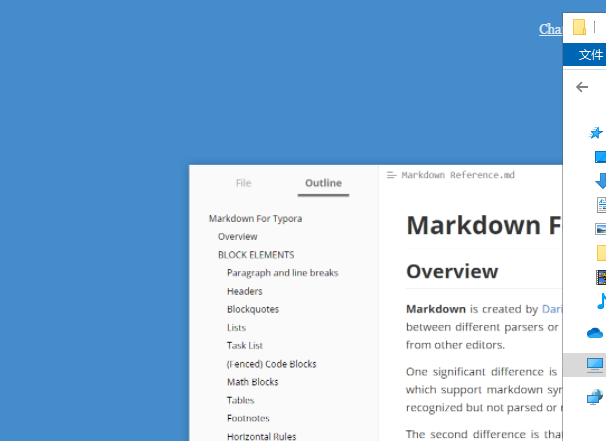 文件
File Outline
Markdown For Typora
Overview
BLOCK ELEMENTS
Paragraph and line breaks
Headers
Blockquotes
Lists
Task List
(Fenced) Code Blocks
Math Blocks
Tables
Footnotes
Horizontal Rules
Markdown Reference.md
Markdown F
Overview
Markdown is created by Dari
between different parsers or
from other editors.
One significant difference is
which support markdown syn
recognized but not parsed or
The second difference is tha